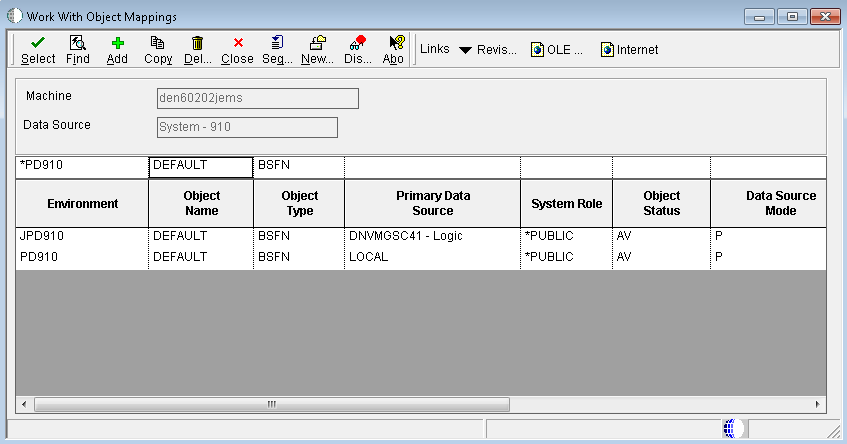 Work With Object Mappings
Select Find Add Copy Del... Close Seq... New... Dis... Abo Links Revis... OLE ... Internet
Machine den60202jems
Data Source System - 910
*PD910 DEFAULT BSFN
Environment Object Name Object Type Primary Data Source System Role Object Status Data Source Mode
JPD910 DEFAULT BSFN DNVMGSC41 - Logic *PUBLIC AV P
PD910 DEFAULT BSFN LOCAL *PUBLIC AV P